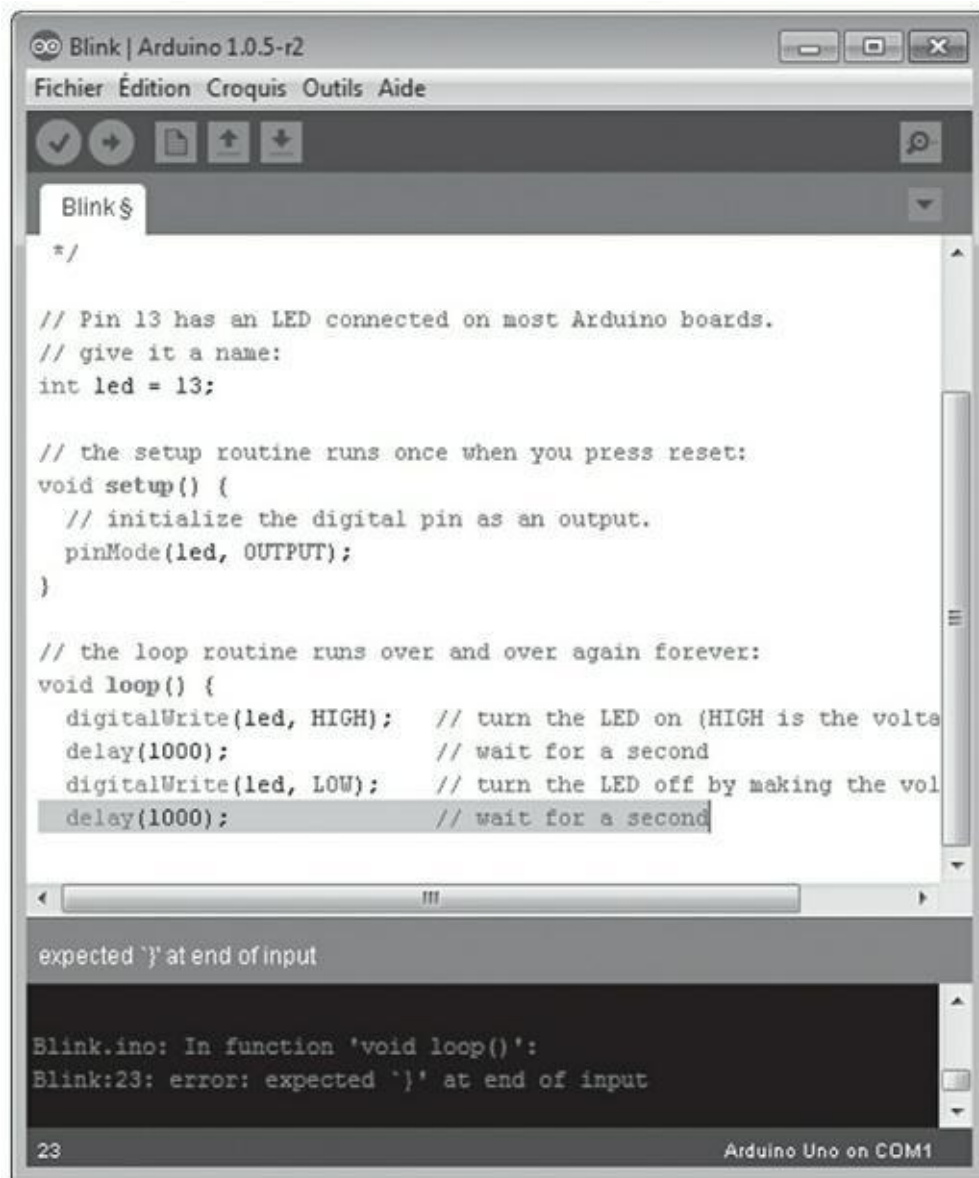 Blink | Arduino 1.0.5-r2
Fichier Édition Croquis Outils Aide
Blink §
*/
// Pin 13 has an LED connected on most Arduino boards.
// give it a name:
int led = 13;
// the setup routine runs once when you press reset:
void setup() {
// initialize the digital pin as an output.
pinMode(led, OUTPUT);
}
// the loop routine runs over and over again forever:
void loop() {
digitalWrite(led, HIGH);   // turn the LED on (HIGH is the volta
delay(1000);               // wait for a second
digitalWrite(led, LOW);    // turn the LED off by making the vol
delay(1000);               // wait for a second
expected `}' at end of input
Blink.ino: In function 'void loop()':
Blink:23: error: expected `}' at end of input
23 Arduino Uno on COM1